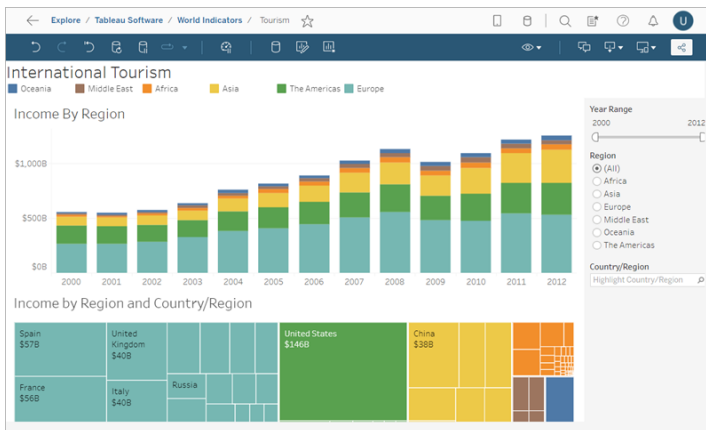 Explore / Tableau Software / World Indicators / Tourism
U
International Tourism
Oceania Middle East Africa Asia The Americas Europe
Income By Region
$1,000B
$500B
$0B
2000 2001 2002 2003 2004 2005 2006 2007 2008 2009 2010 2011 2012
Year Range
2000 2012
Region
(All)
Africa
Asia
Europe
Middle East
Oceania
The Americas
Country/Region
Highlight Country/Region
Income by Region and Country/Region
Spain
$57B
France
$56B
United
Kingdom
$40B
Italy
$40B
Russia
United States
$146B
China
$38B